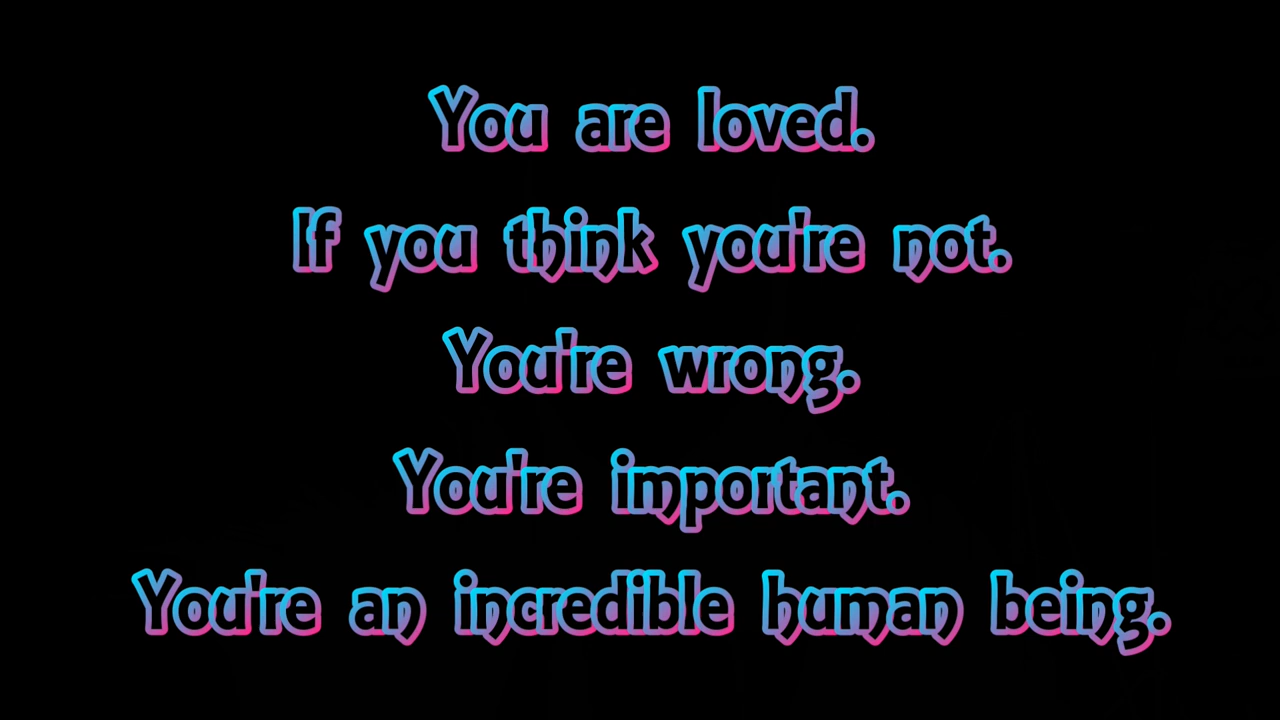 You are loved.
If you think you're not.
You're wrong.
You're important.
You're an incredible human being.